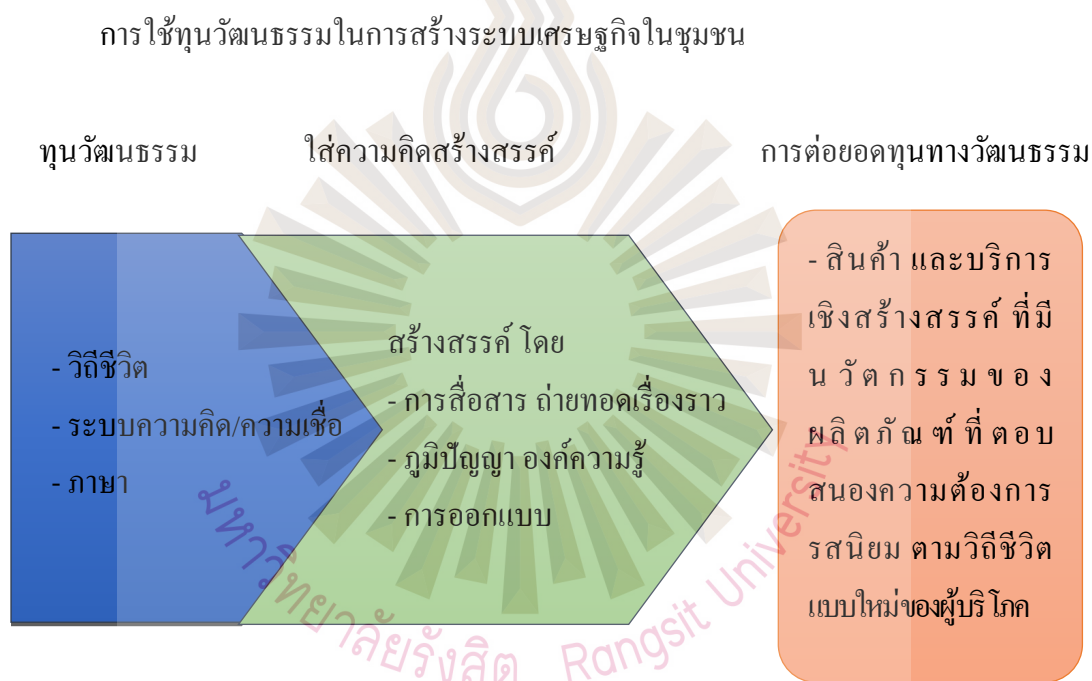 การใช้ทุนวัฒนธรรมในการสร้างระบบเศรษฐกิจในชุมชน
ทุนวัฒนธรรม
ใส่ความคิดสร้างสรรค์
การต่อยอดทุนทางวัฒนธรรม
- วิถีชีวิต
- ระบบความคิด/ความเชื่อ
- ภาษา
สร้างสรรค์ โดย
- การสื่อสาร ถ่ายทอดเรื่องราว
- ภูมิปัญญา องค์ความรู้
- การออกแบบ
- สินค้า และบริการ
เชิงสร้างสรรค์ ที่มี
นวัตกรรมของ
ผลิตภัณฑ์ที่ตอบ
สนองความต้องการ
รสนิยม ตามวิถีชีวิต
แบบใหม่ของผู้บริโภค
มหาวิทยาลัยรังสิต Rangsit University